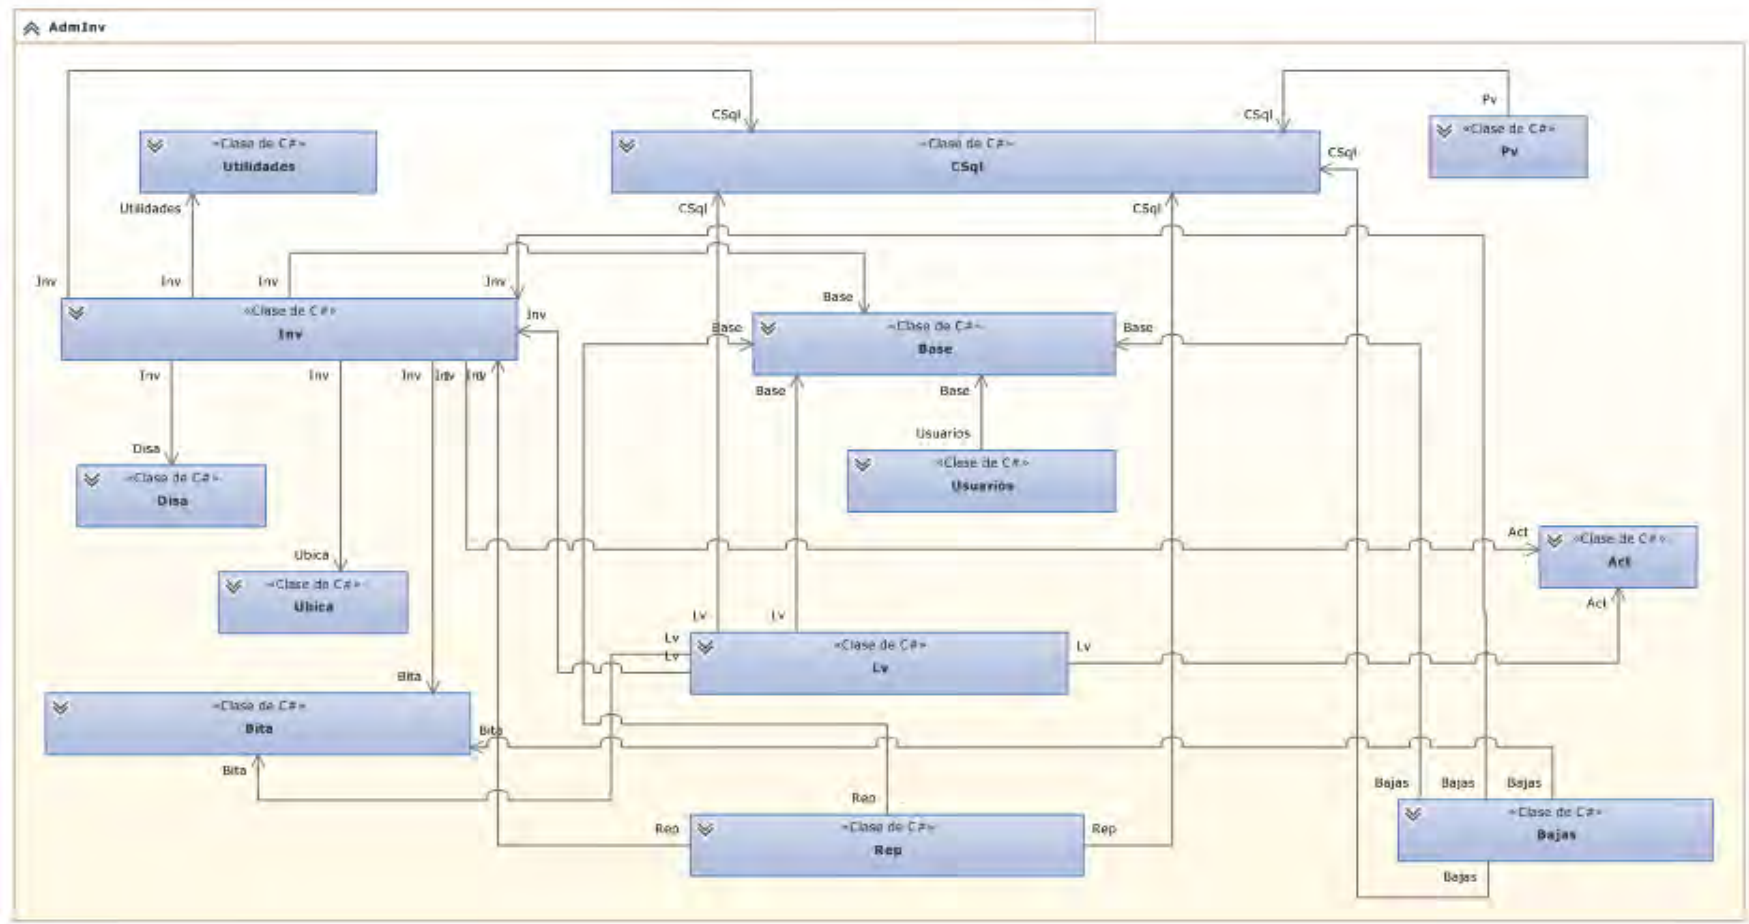 AdmInv
Pv
CSql
CSql
«Clase de C#»
Utilidades
«Clase de C#»
CSql
«Clase de C#»
Pv
CSql
Utilidades
CSql
CSql
Inv
Inv
Inv
Inv
Base
«Clase de C#»
Inv
Inv
Base
«Clase de C#»
Base
Base
Inv
Inv
Inv
Inv
Inv
Base
Base
Usuarios
Disa
«Clase de C#»
Disa
«Clase de C#»
Usuarios
Act
«Clase de C#»
Act
Ubica
«Clase de C#»
Ubica
Act
Lv
Lv
Lv
Lv
«Clase de C#»
Lv
Lv
Bita
«Clase de C#»
Bita
Bita
Bita
Bajas
Bajas
Bajas
Rep
Rep
«Clase de C#»
Rep
Rep
«Clase de C#»
Bajas
Bajas